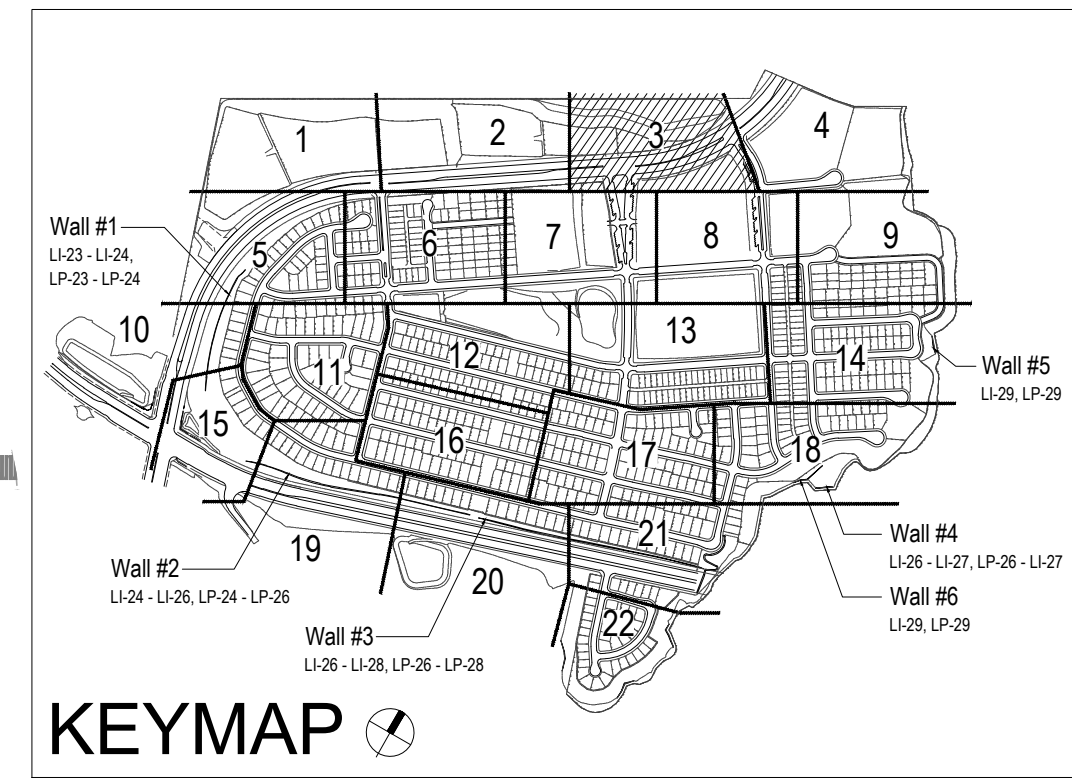 1
2
3
4
Wall #1
LI-23 - LI-24,
LP-23 - LP-24
5
6
7
8
9
10
11
12
13
14
Wall #5
LI-29, LP-29
15
16
17
18
Wall #4
LI-26 - LI-27, LP-26 - LI-27
Wall #2
LI-24 - LI-26, LP-24 - LP-26
19
20
21
Wall #6
LI-29, LP-29
Wall #3
LI-26 - LI-28, LP-26 - LP-28
22
KEYMAP